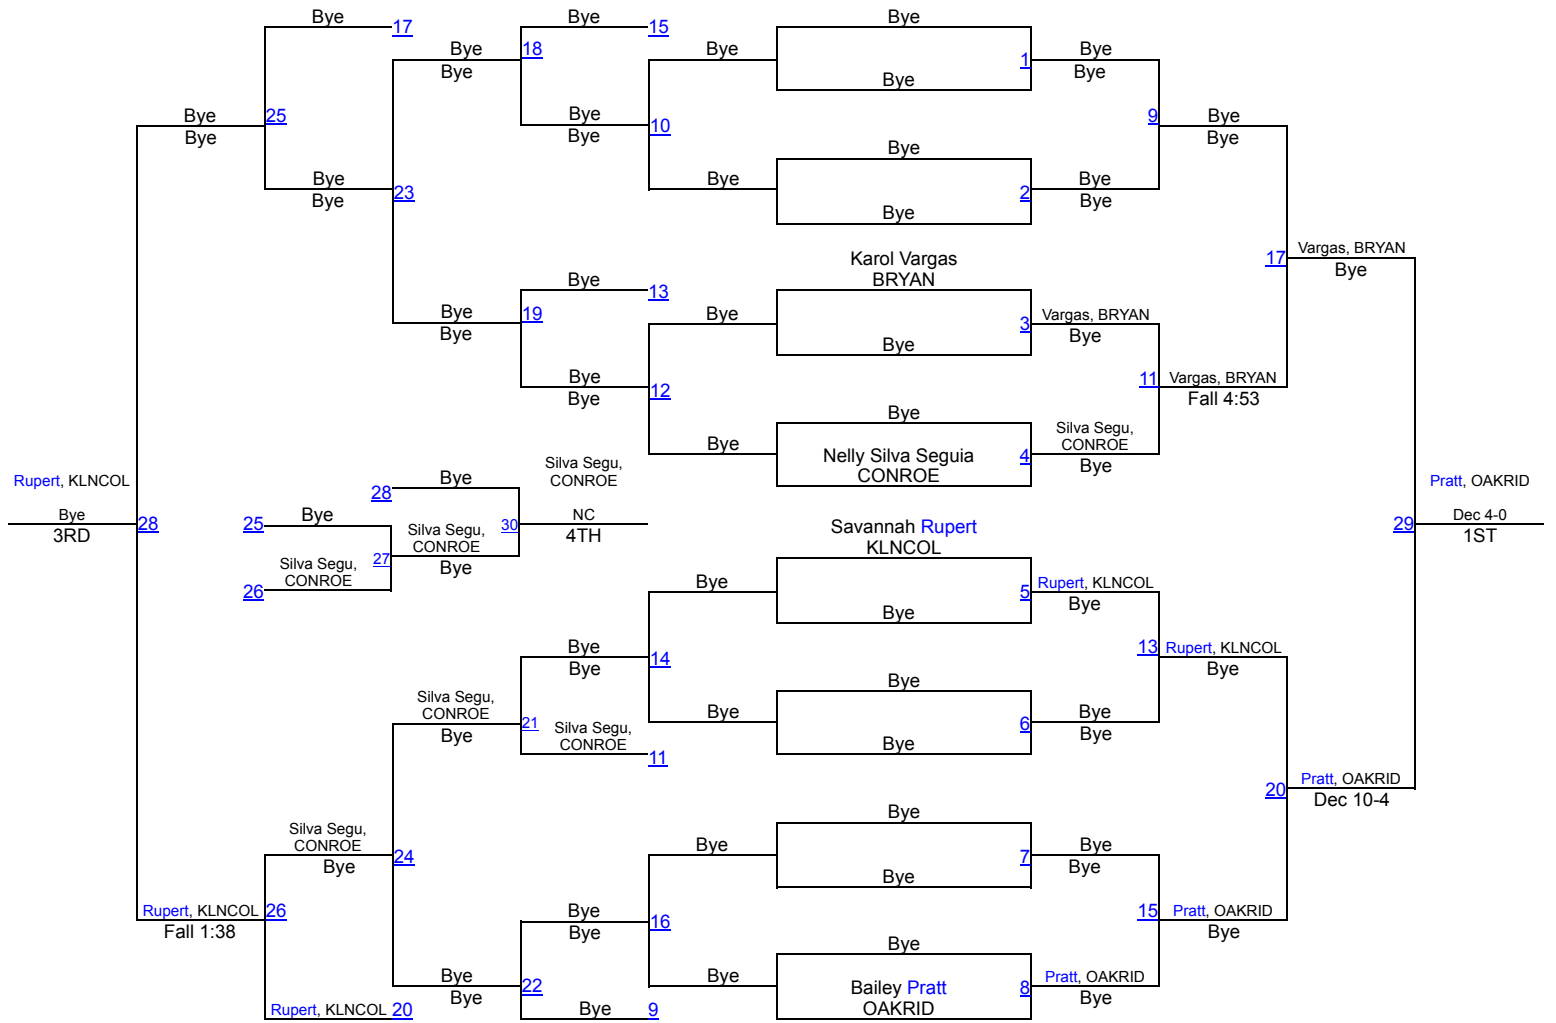 Bye
17
Bye
15
Bye
18
Bye
Bye
Bye
1
Bye
Bye
Bye
Bye
Bye
25
Bye
Bye
10
Bye
9
Bye
Bye
Bye
Bye
23
Bye
Bye
Bye
2
Bye
Bye
Bye
Karol Vargas
BRYAN
17
Vargas, BRYAN
Bye
Bye
13
Bye
19
Bye
Bye
3
Vargas, BRYAN
Bye
Bye
Bye
Bye
12
11
Vargas, BRYAN
Fall 4:53
Bye
Bye
Nelly Silva Seguia
CONROE
4
Silva Segu,
CONROE
Bye
Rupert, KLNCOL
Bye
3RD
28
28
Bye
25
Bye
27
Silva Segu,
CONROE
Bye
26
Silva Segu,
CONROE
30
Silva Segu,
CONROE
NC
4TH
Pratt, OAKRID
29
Dec 4-0
1ST
Savannah Rupert
KLNCOL
Bye
Bye
5
Rupert, KLNCOL
Bye
Bye
Bye
14
13
Rupert, KLNCOL
Bye
Silva Segu,
CONROE
Bye
21
Silva Segu,
CONROE
11
Bye
Bye
Bye
6
Bye
Bye
20
Pratt, OAKRID
Dec 10-4
Silva Segu,
CONROE
Bye
24
Bye
Bye
Bye
7
Bye
Bye
Rupert, KLNCOL
Fall 1:38
26
Bye
Bye
16
15
Pratt, OAKRID
Bye
Bye
Bye
22
Bye
Bye
Bailey Pratt
OAKRID
8
Pratt, OAKRID
Bye
Rupert, KLNCOL
20
Bye
9